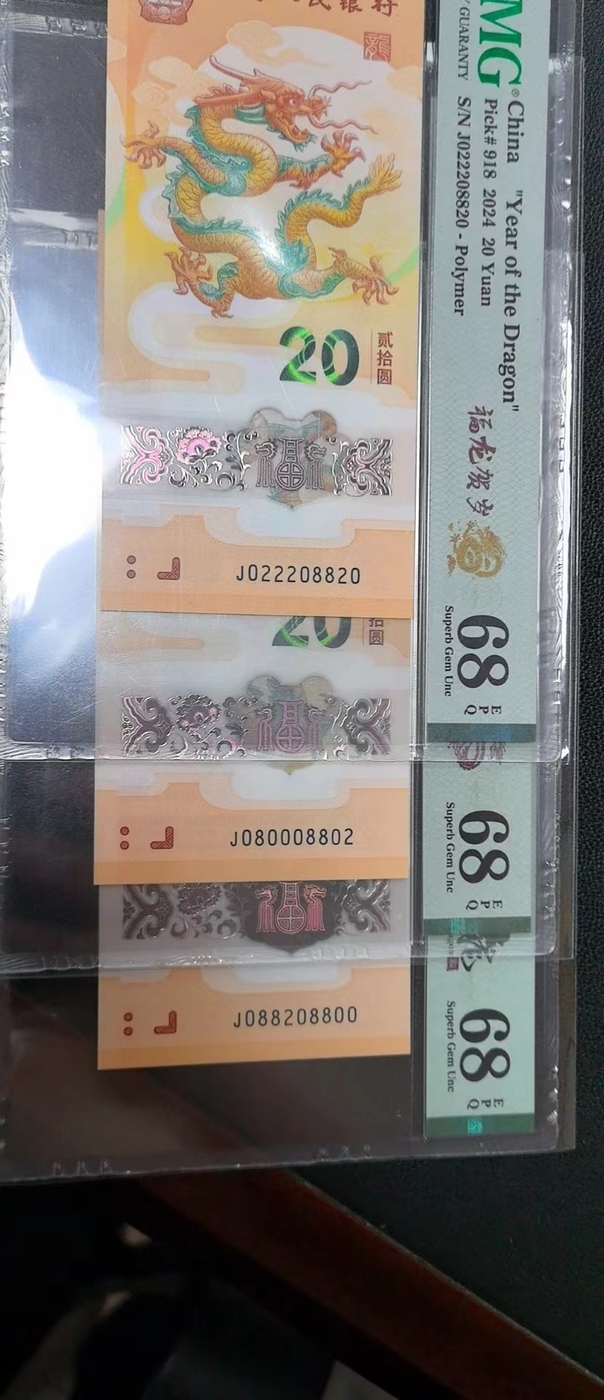 民银行
龍
20
贰拾圆
J022208820
20
拾圆
J080008802
J088208800
MG®
GUARANTY
China "Year of the Dragon"
Pick# 918 2024 20 Yuan
S/N J022208820 - Polymer
福龙贺岁
68 EPQ
Superb Gem Unc
68 EPQ
Superb Gem Unc
68 EPQ
Superb Gem Unc